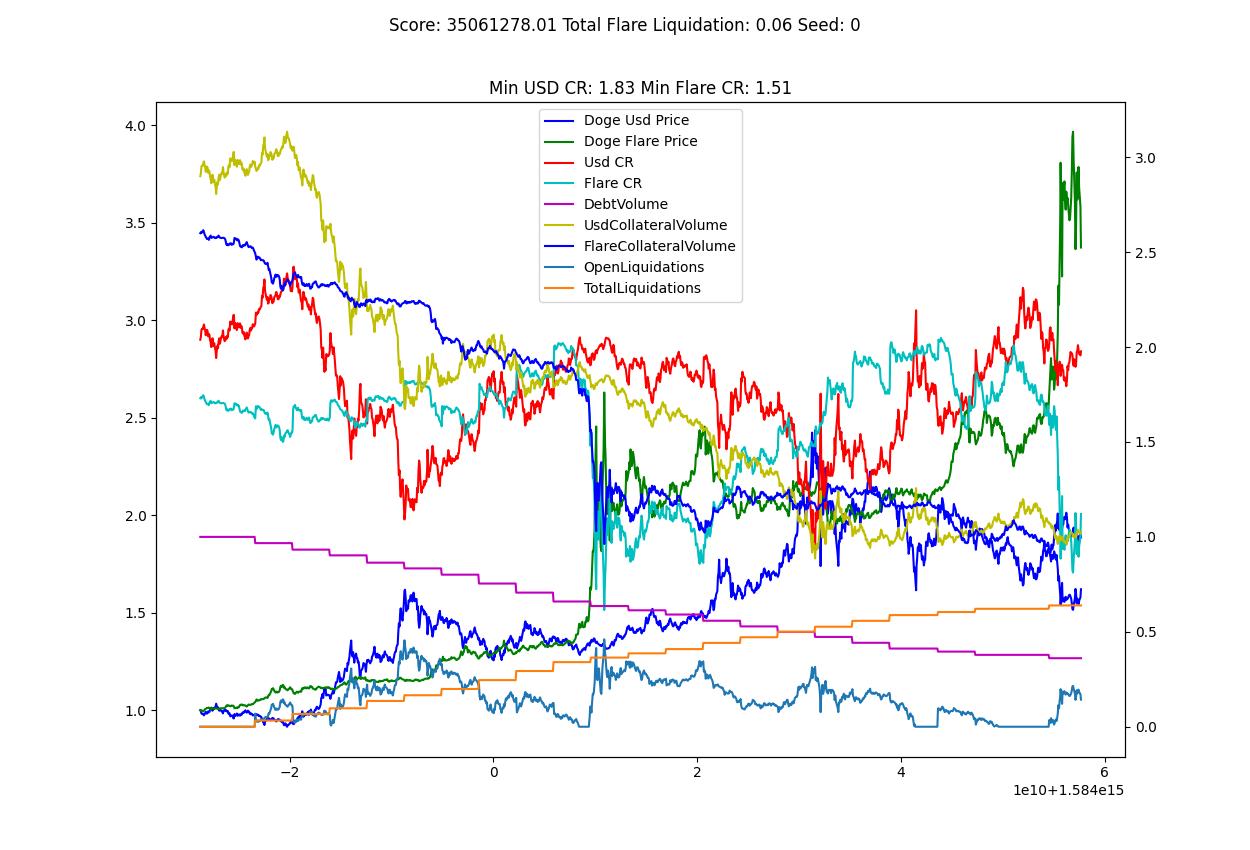 Score: 35061278.01 Total Flare Liquidation: 0.06 Seed: 0
Min USD CR: 1.83 Min Flare CR: 1.51
Doge Usd Price
Doge Flare Price
Usd CR
Flare CR
DebtVolume
UsdCollateralVolume
FlareCollateralVolume
OpenLiquidations
TotalLiquidations
4.0
3.5
3.0
2.5
2.0
1.5
1.0
3.0
2.5
2.0
1.5
1.0
0.5
0.0
−2
0
2
4
6
1e10+1.584e15